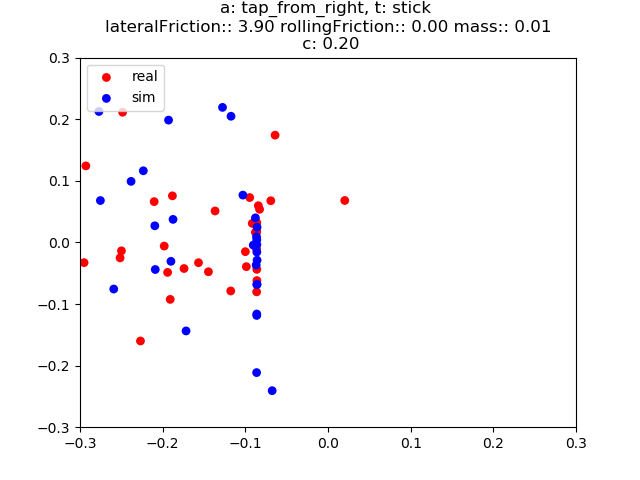 a: tap_from_right, t: stick
lateralFriction:: 3.90 rollingFriction:: 0.00 mass:: 0.01
c: 0.20
real
sim
0.3
0.2
0.1
0.0
−0.1
−0.2
−0.3
−0.3 −0.2 −0.1 0.0 0.1 0.2 0.3